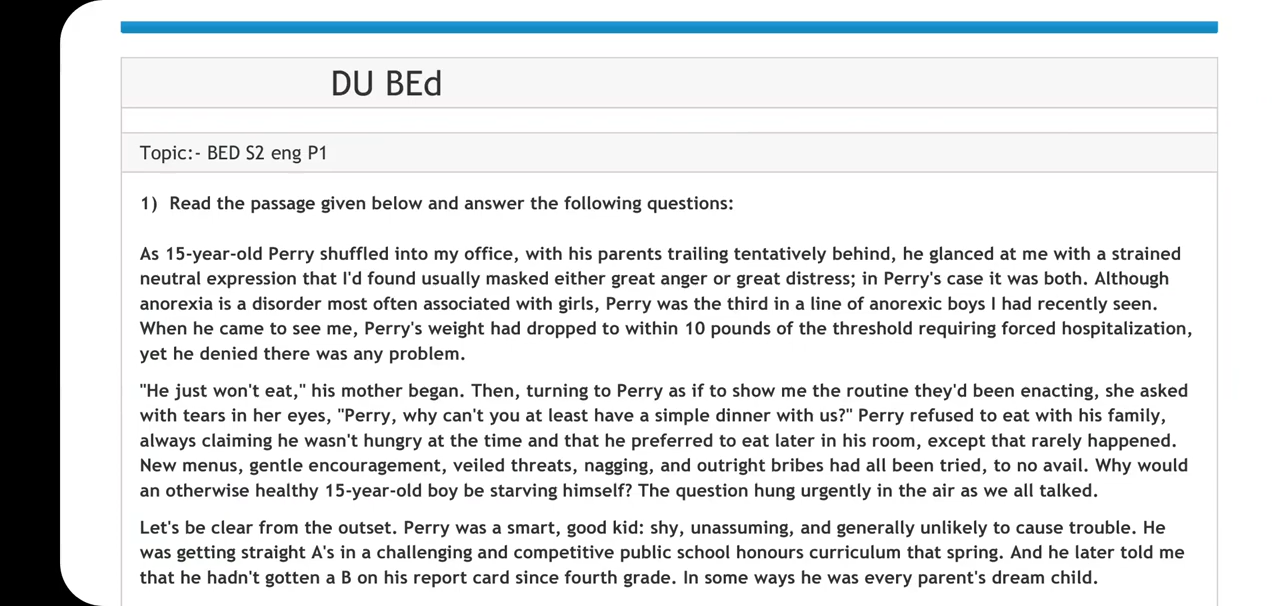 DU BEd
Topic:- BED S2 eng P1
1) Read the passage given below and answer the following questions:
As 15-year-old Perry shuffled into my office, with his parents trailing tentatively behind, he glanced at me with a strained
neutral expression that I'd found usually masked either great anger or great distress; in Perry's case it was both. Although
anorexia is a disorder most often associated with girls, Perry was the third in a line of anorexic boys I had recently seen.
When he came to see me, Perry's weight had dropped to within 10 pounds of the threshold requiring forced hospitalization,
yet he denied there was any problem.
"He just won't eat," his mother began. Then, turning to Perry as if to show me the routine they'd been enacting, she asked
with tears in her eyes, "Perry, why can't you at least have a simple dinner with us?" Perry refused to eat with his family,
always claiming he wasn't hungry at the time and that he preferred to eat later in his room, except that rarely happened.
New menus, gentle encouragement, veiled threats, nagging, and outright bribes had all been tried, to no avail. Why would
an otherwise healthy 15-year-old boy be starving himself? The question hung urgently in the air as we all talked.
Let's be clear from the outset. Perry was a smart, good kid: shy, unassuming, and generally unlikely to cause trouble. He
was getting straight A's in a challenging and competitive public school honours curriculum that spring. And he later told me
that he hadn't gotten a B on his report card since fourth grade. In some ways he was every parent's dream child.